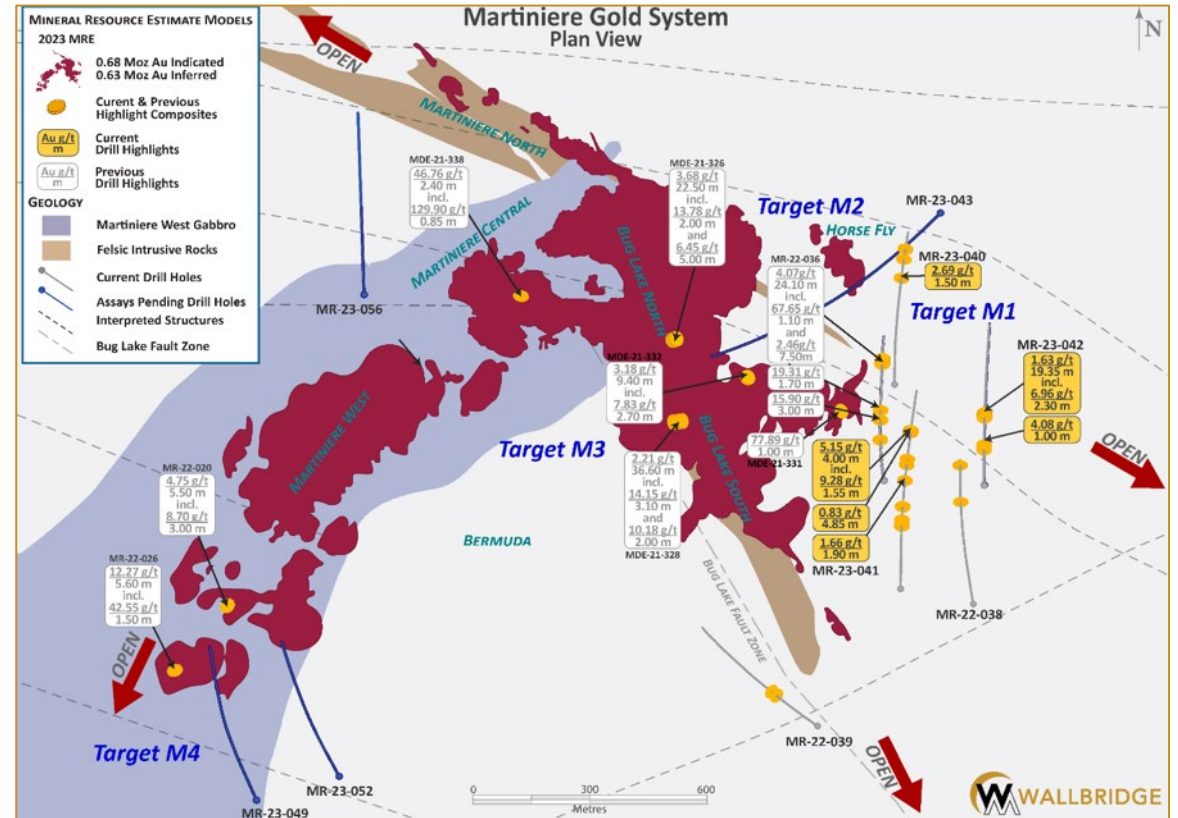 Martiniere Gold System
Plan View
N
MINERAL RESOURCE ESTIMATE MODELS
2023 MRE
0.68 Moz Au Indicated
0.63 Moz Au Inferred
Curent & Previous
Highlight Composites
Au g/t
m
Current
Drill Highlights
Au g/t
m
Previous
Drill Highlights
GEOLOGY
Martiniere West Gabbro
Felsic Intrusive Rocks
Current Drill Holes
Assays Pending Drill Holes
Interpreted Structures
Bug Lake Fault Zone
OPEN
MARTINIERE NORTH
MDE-21-338
46.76 g/t
2.40 m
incl.
129.90 g/t
0.85 m
MARTINIERE CENTRAL
MDE-21-326
3.68 g/t
22.50 m
incl.
13.78 g/t
2.00 m
and
6.45 g/t
5.00 m
BUG LAKE NORTH
Target M2
HORSE FLY
MR-23-043
MR-23-040
2.69 g/t
1.50 m
MR-22-036
4.07g/t
24.10 m
incl.
67.65 g/t
1.10 m
and
2.46g/t
7.50m
19.31 g/t
1.70 m
15.90 g/t
3.00 m
Target M1
MR-23-056
MR-23-042
1.63 g/t
19.35 m
incl.
6.96 g/t
2.30 m
4.08 g/t
1.00 m
OPEN
MDE-21-332
3.18 g/t
9.40 m
incl.
7.83 g/t
2.70 m
MARTINIERE WEST
Target M3
BUG LAKE SOUTH
77.89 g/t
1.00 m
MDE-21-331
5.15 g/t
4.00 m
incl.
9.28 g/t
1.55 m
0.83 g/t
4.85 m
1.66 g/t
1.90 m
MR-23-041
2.21 g/t
36.60 m
incl.
14.15 g/t
3.10 m
and
10.18 g/t
2.00 m
MDE-21-328
MR-22-020
4.75 g/t
5.50 m
incl.
8.70 g/t
3.00 m
BERMUDA
MR-22-026
12.27 g/t
5.60 m
incl.
42.55 g/t
1.50 m
BUG LAKE FAULT ZONE
MR-22-038
OPEN
Target M4
MR-22-039
OPEN
MR-23-052
MR-23-049
0 300 600
Metres
WALLBRIDGE